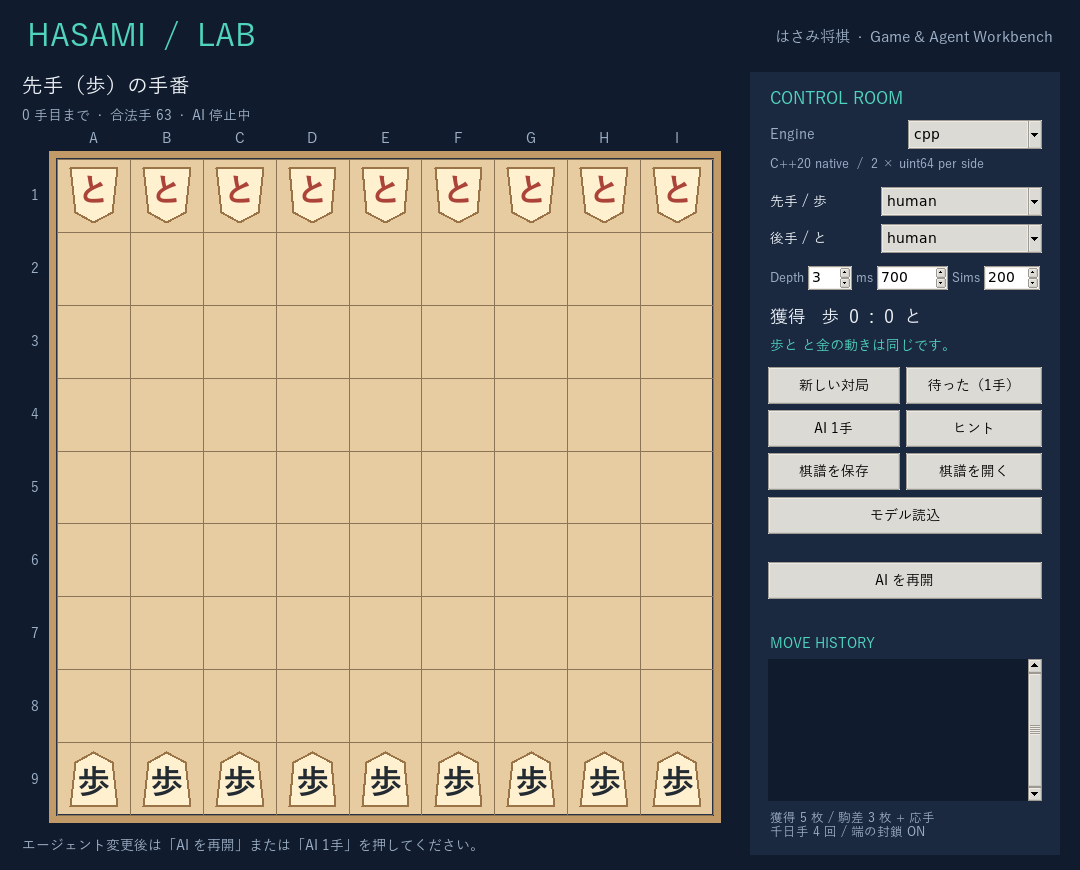 HASAMI / LAB
はさみ将棋 · Game & Agent Workbench
先手（歩）の手番
0 手目まで · 合法手 63 · AI 停止中
A B C D E F G H I
1 と と と と と と と と と
2
3
4
5
6
7
8
9 歩 歩 歩 歩 歩 歩 歩 歩 歩
エージェント変更後は「AI を再開」または「AI 1手」を押してください。
CONTROL ROOM
Engine cpp
C++20 native / 2 × uint64 per side
先手 / 歩 human
後手 / と human
Depth 3 ms 700 Sims 200
獲得 歩 0 : 0 と
歩と と金の動きは同じです。
新しい対局 待った（1手）
AI 1手 ヒント
棋譜を保存 棋譜を開く
モデル読込
AI を再開
MOVE HISTORY
獲得 5 枚 / 駒差 3 枚 + 応手
千日手 4 回 / 端の封鎖 ON